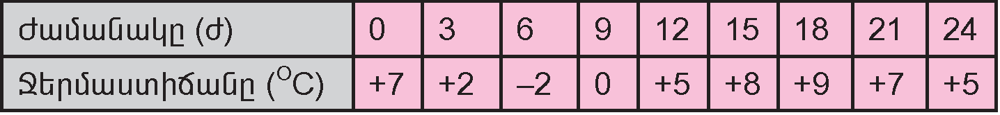 Ժամանակը (ժ) 0 3 6 9 12 15 18 21 24
Ջերմաստիճանը (⁰C) +7 +2 –2 0 +5 +8 +9 +7 +5